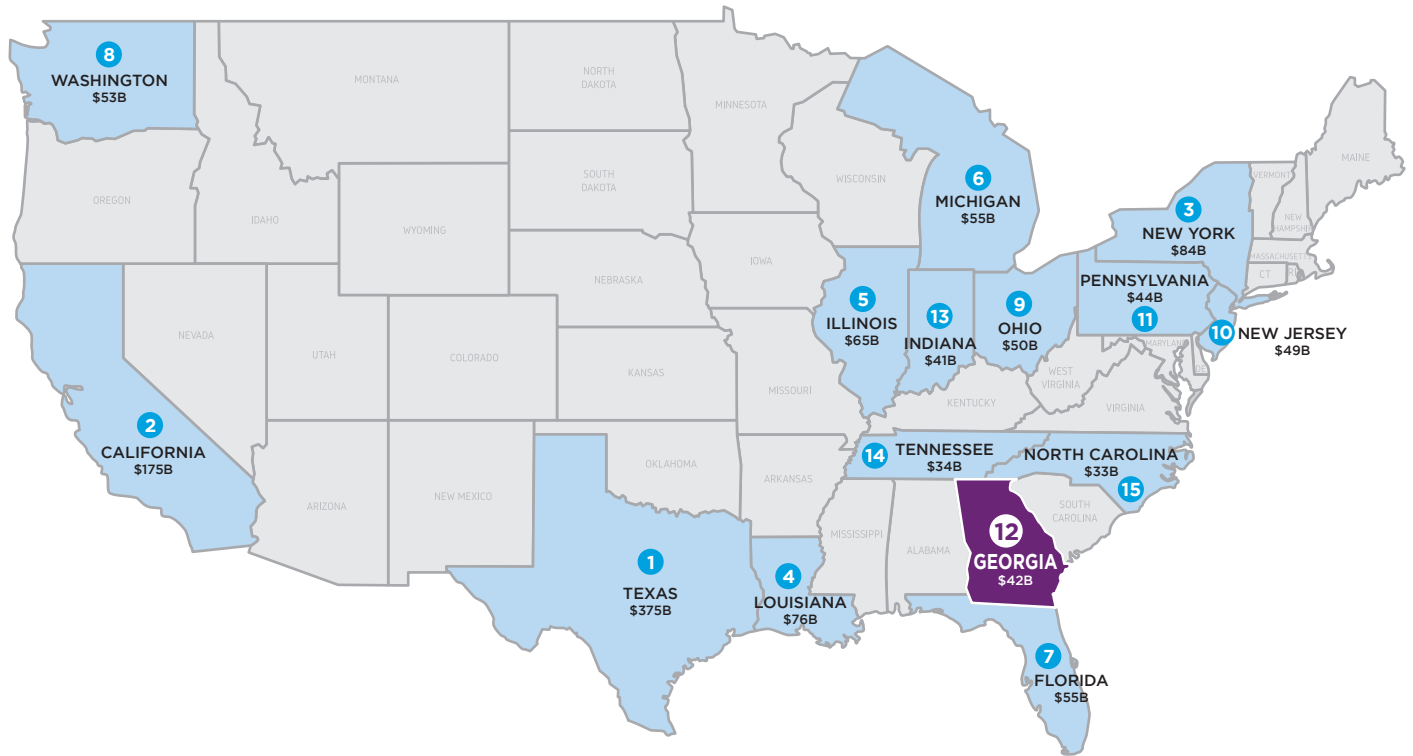 8
WASHINGTON
$53B
MONTANA
NORTH
DAKOTA
MINNESOTA
OREGON
IDAHO
WYOMING
SOUTH
DAKOTA
WISCONSIN
6
MICHIGAN
$55B
MAINE
VERMONT
NEW
HAMPSHIRE
3
NEW YORK
$84B
MASSACHUSETTS
CT
RI
NEBRASKA
IOWA
PENNSYLVANIA
$44B
11
10
NEW JERSEY
$49B
5
ILLINOIS
$65B
13
INDIANA
$41B
9
OHIO
$50B
MARYLAND
DE
NEVADA
UTAH
COLORADO
KANSAS
MISSOURI
WEST
VIRGINIA
KENTUCKY
VIRGINIA
2
CALIFORNIA
$175B
ARIZONA
NEW MEXICO
OKLAHOMA
ARKANSAS
14
TENNESSEE
$34B
NORTH CAROLINA
$33B
15
SOUTH
CAROLINA
MISSISSIPPI
ALABAMA
12
GEORGIA
$42B
1
TEXAS
$375B
4
LOUISIANA
$76B
7
FLORIDA
$55B